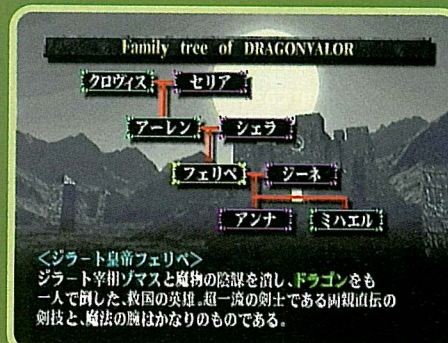 Family tree of DRAGONVALOR
クロヴィス セリア
アーレン シェラ
フェリペ ジーネ
アンナ ミハエル
<ジラート皇帝フェリペ>
ジラート宰相ゾマスと魔物の陰謀を潰し、ドラゴンをも
一人で倒した、救国の英雄。超一流の剣士である両親直伝の
剣技と、魔法の腕はかなりのものである。